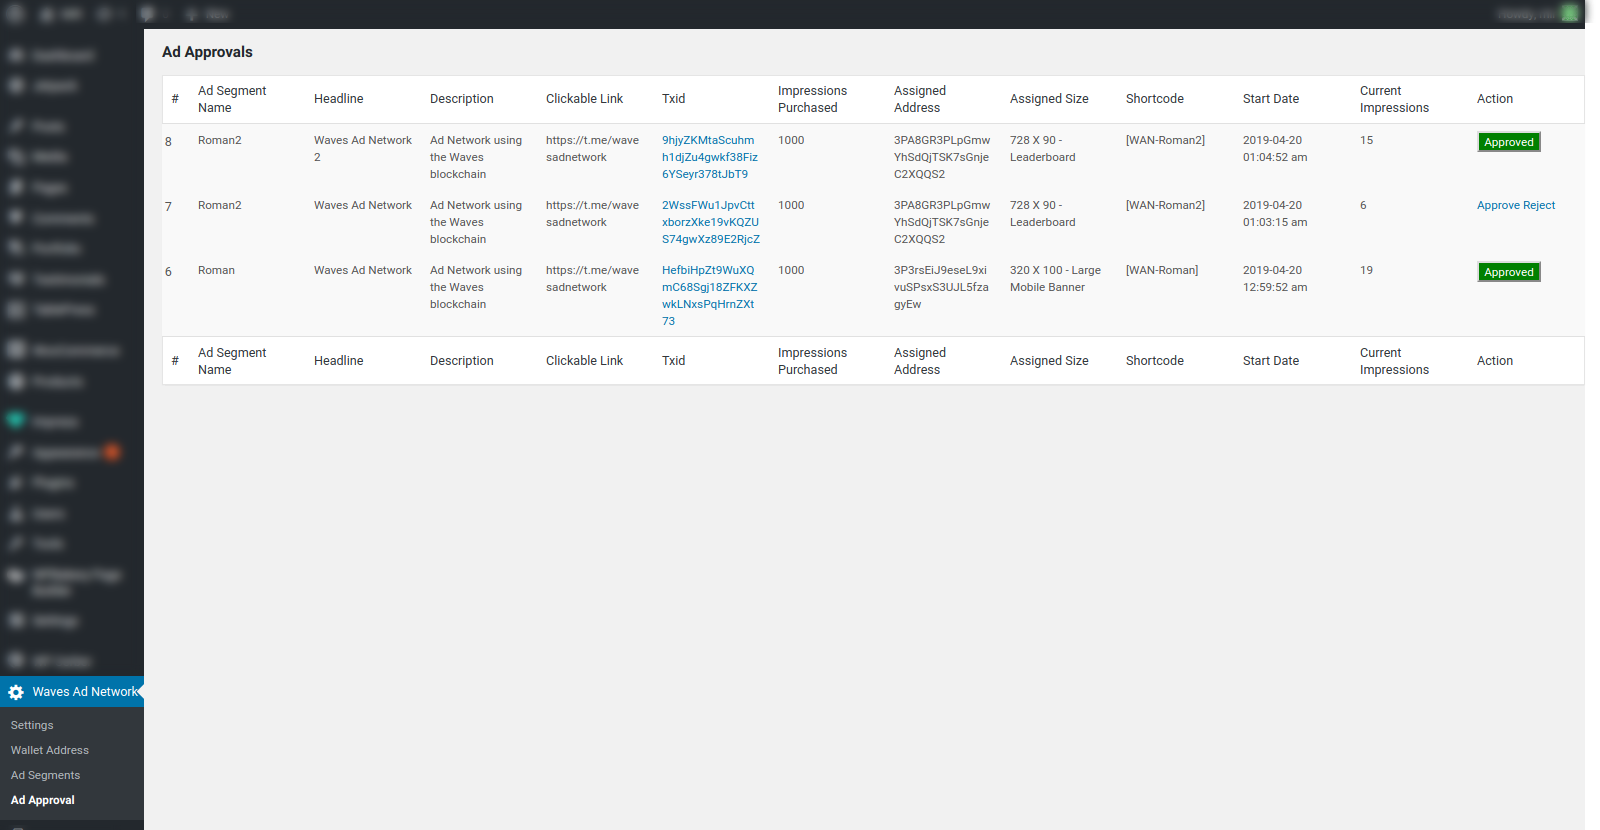 Ad Approvals
# Ad Segment Name Headline Description Clickable Link Txid Impressions Purchased Assigned Address Assigned Size Shortcode Start Date Current Impressions Action
8 Roman2 Waves Ad Network 2 Ad Network using the Waves blockchain https://t.me/wavesadnetwork 9hjyZKMtaScuhmh1djZu4gwkf38Fiz6YSeyr378tJbT9 1000 3PA8GR3PLpGmwYhSdQjTSK7sGnjeC2XQQS2 728 X 90 - Leaderboard [WAN-Roman2] 2019-04-20 01:04:52 am 15 Approved
7 Roman2 Waves Ad Network Ad Network using the Waves blockchain https://t.me/wavesadnetwork 2WssFWu1JpvCttxborzXke19vKQZUS74gwXz89E2RjcZ 1000 3PA8GR3PLpGmwYhSdQjTSK7sGnjeC2XQQS2 728 X 90 - Leaderboard [WAN-Roman2] 2019-04-20 01:03:15 am 6 Approve Reject
6 Roman Waves Ad Network Ad Network using the Waves blockchain https://t.me/wavesadnetwork HefbiHpZt9WuXQmC68Sgj18ZFKXZwkLNxsPqHrnZXt73 1000 3P3rsEiJ9eseL9xivuSPsxS3UJL5fzagyEw 320 X 100 - Large Mobile Banner [WAN-Roman] 2019-04-20 12:59:52 am 19 Approved
# Ad Segment Name Headline Description Clickable Link Txid Impressions Purchased Assigned Address Assigned Size Shortcode Start Date Current Impressions Action
Waves Ad Network
Settings
Wallet Address
Ad Segments
Ad Approval